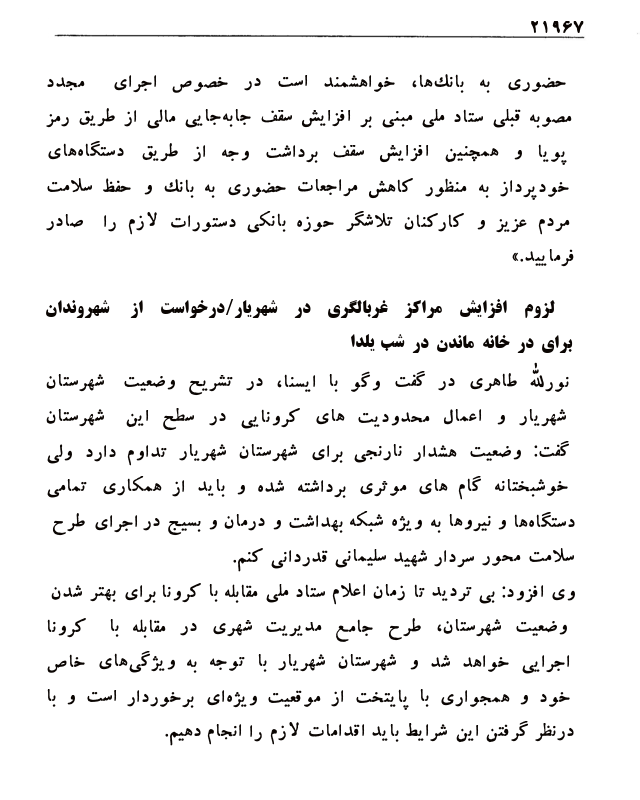 ۲۱۹۶۷
حضوری به بانك‌ها، خواهشمند است در خصوص اجرای مجدد
مصوبه قبلی ستاد ملی مبنی بر افزایش سقف جابه‌جایی مالی از طریق رمز
پویا و همچنین افزایش سقف برداشت وجه از طریق دستگاه‌های
خودپرداز به منظور کاهش مراجعات حضوری به بانك و حفظ سلامت
مردم عزیز و کارکنان تلاشگر حوزه بانکی دستورات لازم را صادر
فرمایید.»
لزوم افزایش مراکز غربالگری در شهریار/درخواست از شهروندان
برای در خانه ماندن در شب یلدا
نورالله طاهری در گفت وگو با ایسنا، در تشریح وضعیت شهرستان
شهریار و اعمال محدودیت های کرونایی در سطح این شهرستان
گفت: وضعیت هشدار نارنجی برای شهرستان شهریار تداوم دارد ولی
خوشبختانه گام های موثری برداشته شده و باید از همکاری تمامی
دستگاه‌ها و نیروها به ویژه شبکه بهداشت و درمان و بسیج در اجرای طرح
سلامت محور سردار شهید سلیمانی قدردانی کنم.
وی افزود: بی تردید تا زمان اعلام ستاد ملی مقابله با کرونا برای بهتر شدن
وضعیت شهرستان، طرح جامع مدیریت شهری در مقابله با کرونا
اجرایی خواهد شد و شهرستان شهریار با توجه به ویژگی‌های خاص
خود و همجواری با پایتخت از موقعیت ویژه‌ای برخوردار است و با
درنظر گرفتن این شرایط باید اقدامات لازم را انجام دهیم.